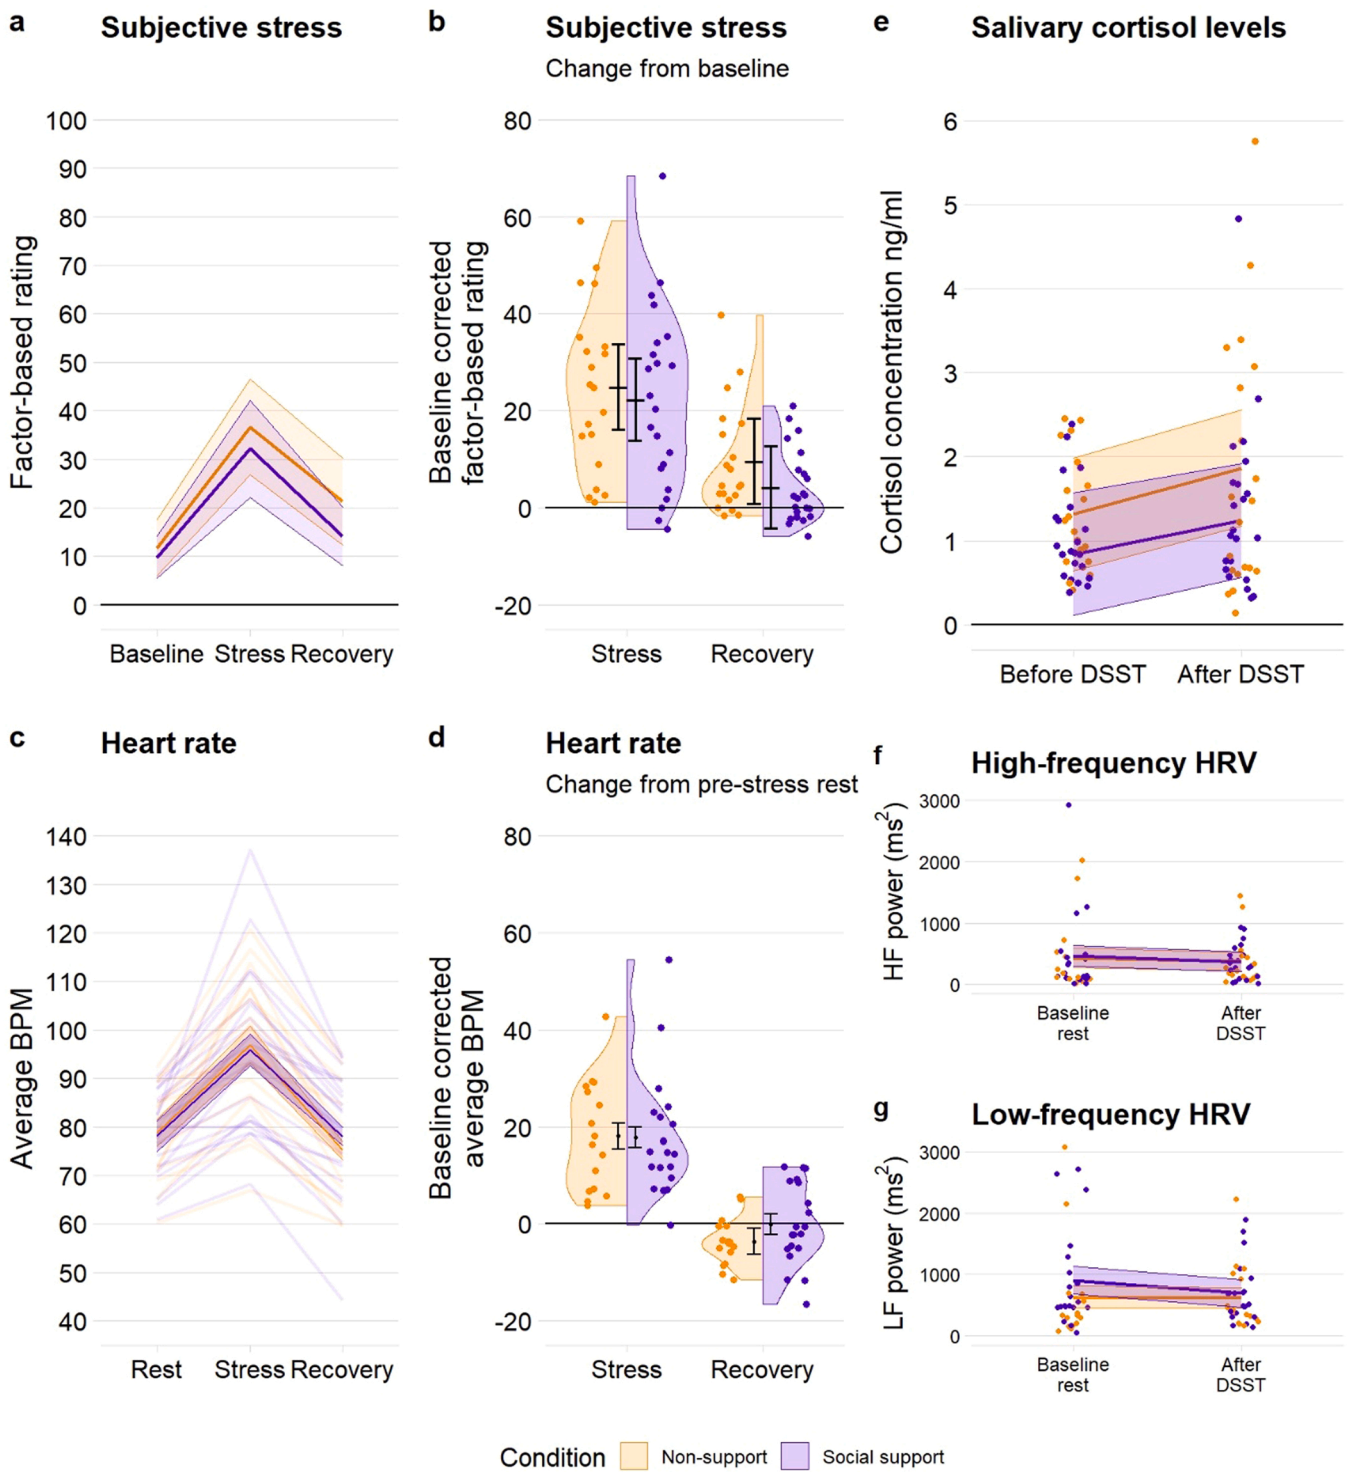 a Subjective stress
Factor-based rating
100
90
80
70
60
50
40
30
20
10
0
Baseline Stress Recovery
b Subjective stress
Change from baseline
Baseline corrected
factor-based rating
80
60
40
20
0
-20
Stress Recovery
e Salivary cortisol levels
Cortisol concentration ng/ml
6
5
4
3
2
1
0
Before DSST After DSST
c Heart rate
Average BPM
140
130
120
110
100
90
80
70
60
50
40
Rest Stress Recovery
d Heart rate
Change from pre-stress rest
Baseline corrected
average BPM
80
60
40
20
0
-20
Stress Recovery
f High-frequency HRV
HF power (ms²)
3000
2000
1000
0
Baseline After
rest DSST
g Low-frequency HRV
LF power (ms²)
3000
2000
1000
0
Baseline After
rest DSST
Condition Non-support Social support